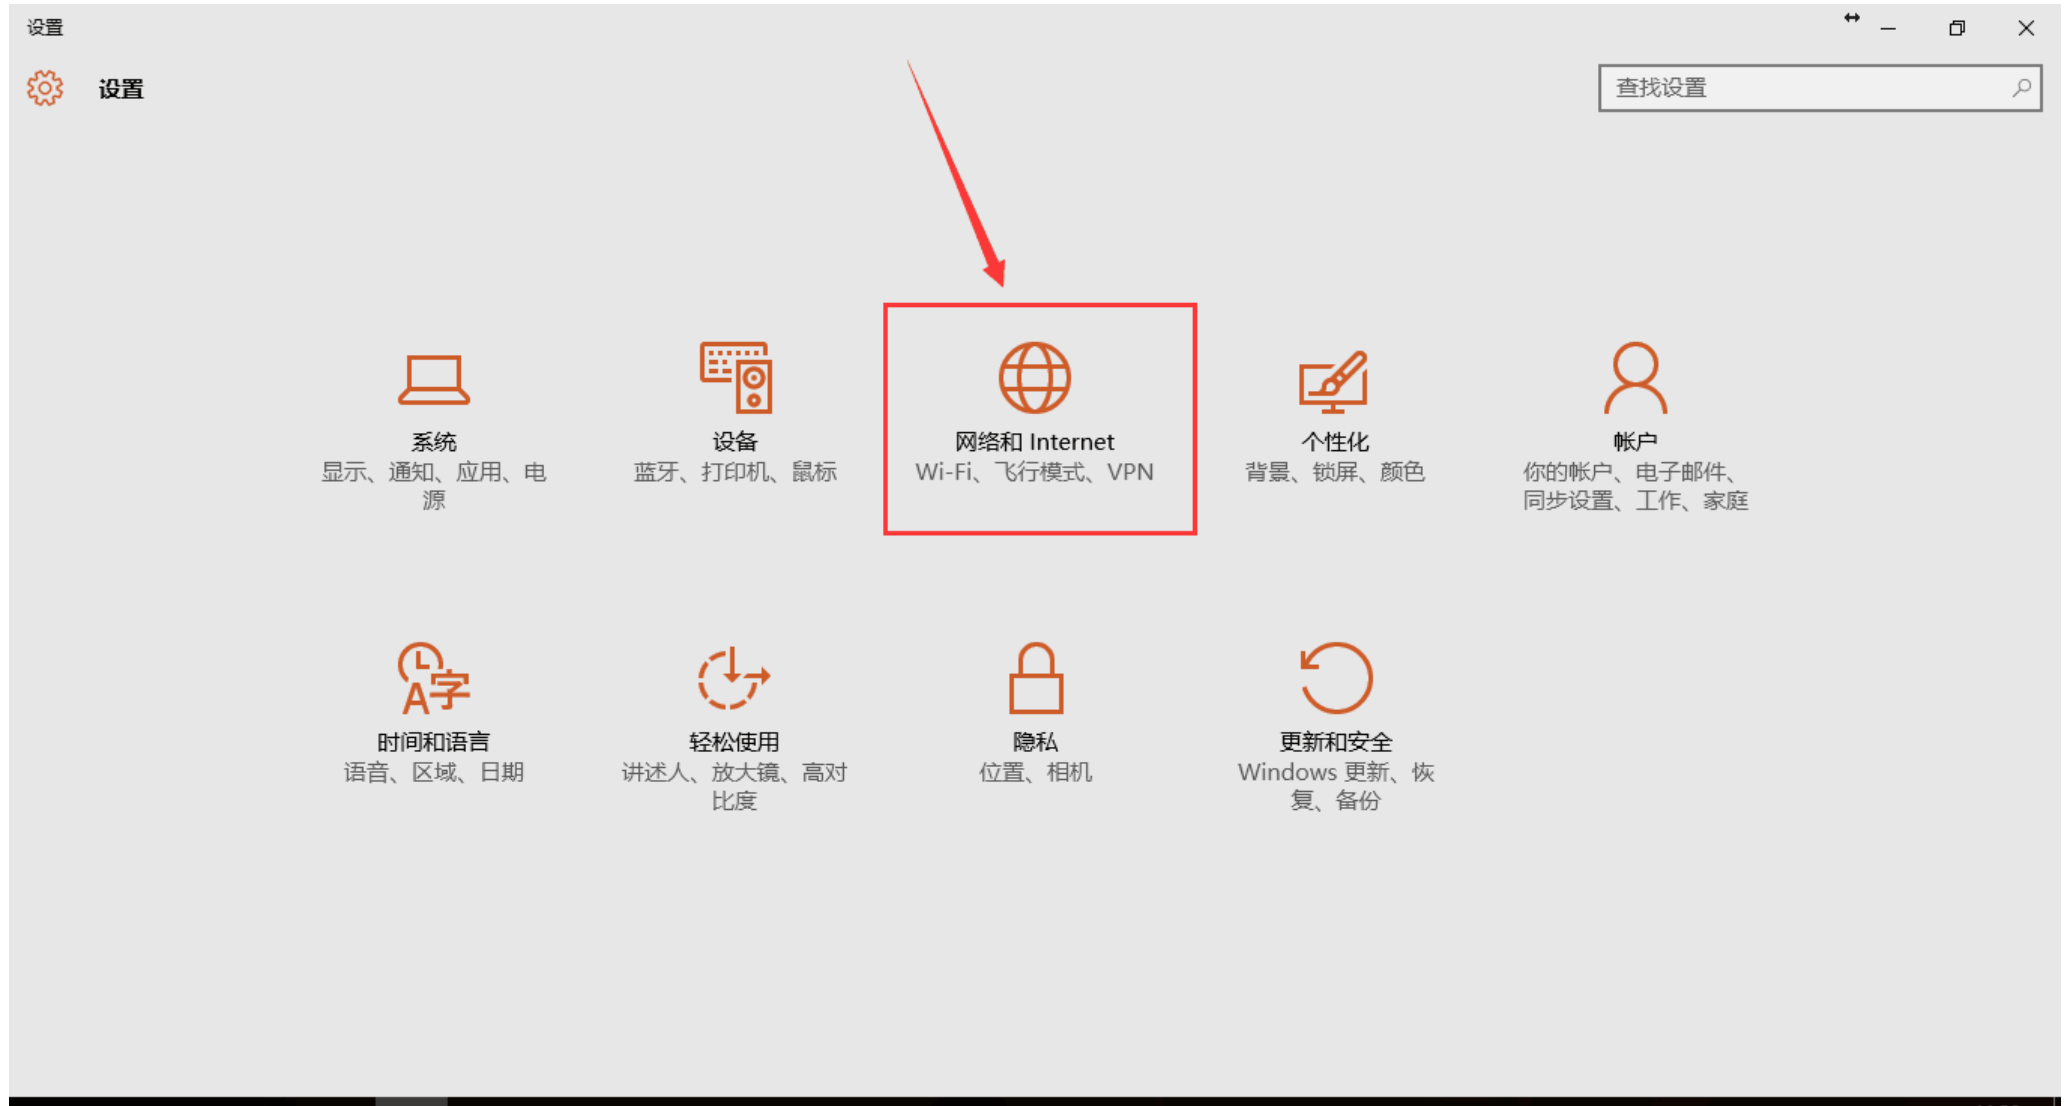 设置
设置
查找设置
系统
显示、通知、应用、电
源
设备
蓝牙、打印机、鼠标
网络和 Internet
Wi-Fi、飞行模式、VPN
个性化
背景、锁屏、颜色
帐户
你的帐户、电子邮件、
同步设置、工作、家庭
时间和语言
语音、区域、日期
轻松使用
讲述人、放大镜、高对
比度
隐私
位置、相机
更新和安全
Windows 更新、恢
复、备份